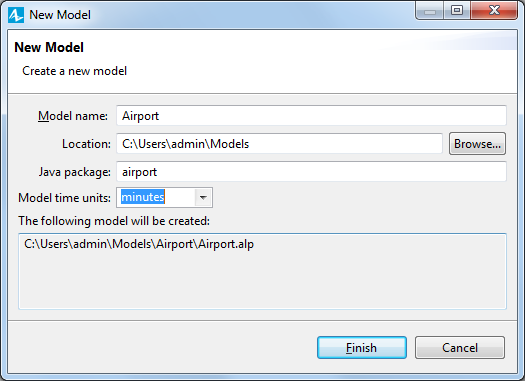 New Model
New Model
Create a new model
Model name: Airport
Location: C:\Users\admin\Models Browse...
Java package: airport
Model time units: minutes
The following model will be created:
C:\Users\admin\Models\Airport\Airport.alp
Finish Cancel